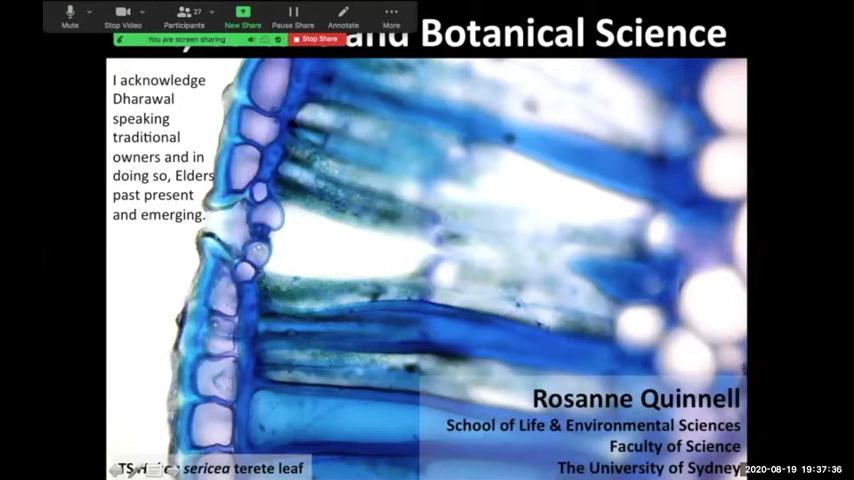 Mute
Stop Video
27
Participants
New Share
Pause Share
Annotate
More
You are screen sharing
Stop Share
and Botanical Science
I acknowledge
Dharawal
speaking
traditional
owners and in
doing so, Elders
past present
and emerging.
Rosanne Quinnell
School of Life & Environmental Sciences
Faculty of Science
The University of Sydney
TS sericea terete leaf
2020-08-19 19:37:36